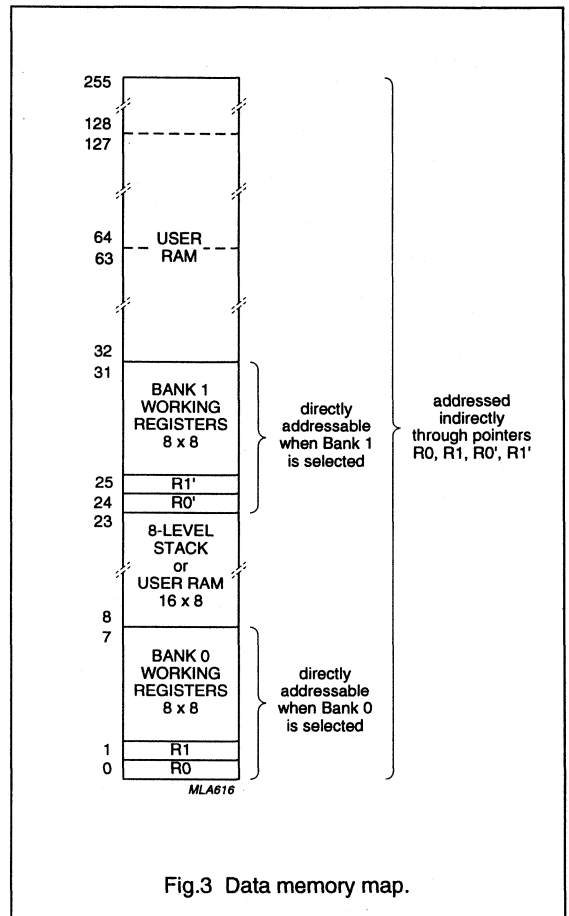 255
128
127
64
63
USER
RAM
32
31
BANK 1
WORKING
REGISTERS
8 x 8
directly
addressable
when Bank 1
is selected
addressed
indirectly
through pointers
R0, R1, R0', R1'
25
R1'
24
R0'
23
8-LEVEL
STACK
or
USER RAM
16 x 8
8
7
BANK 0
WORKING
REGISTERS
8 x 8
directly
addressable
when Bank 0
is selected
1
R1
0
R0
MLA616
Fig.3 Data memory map.